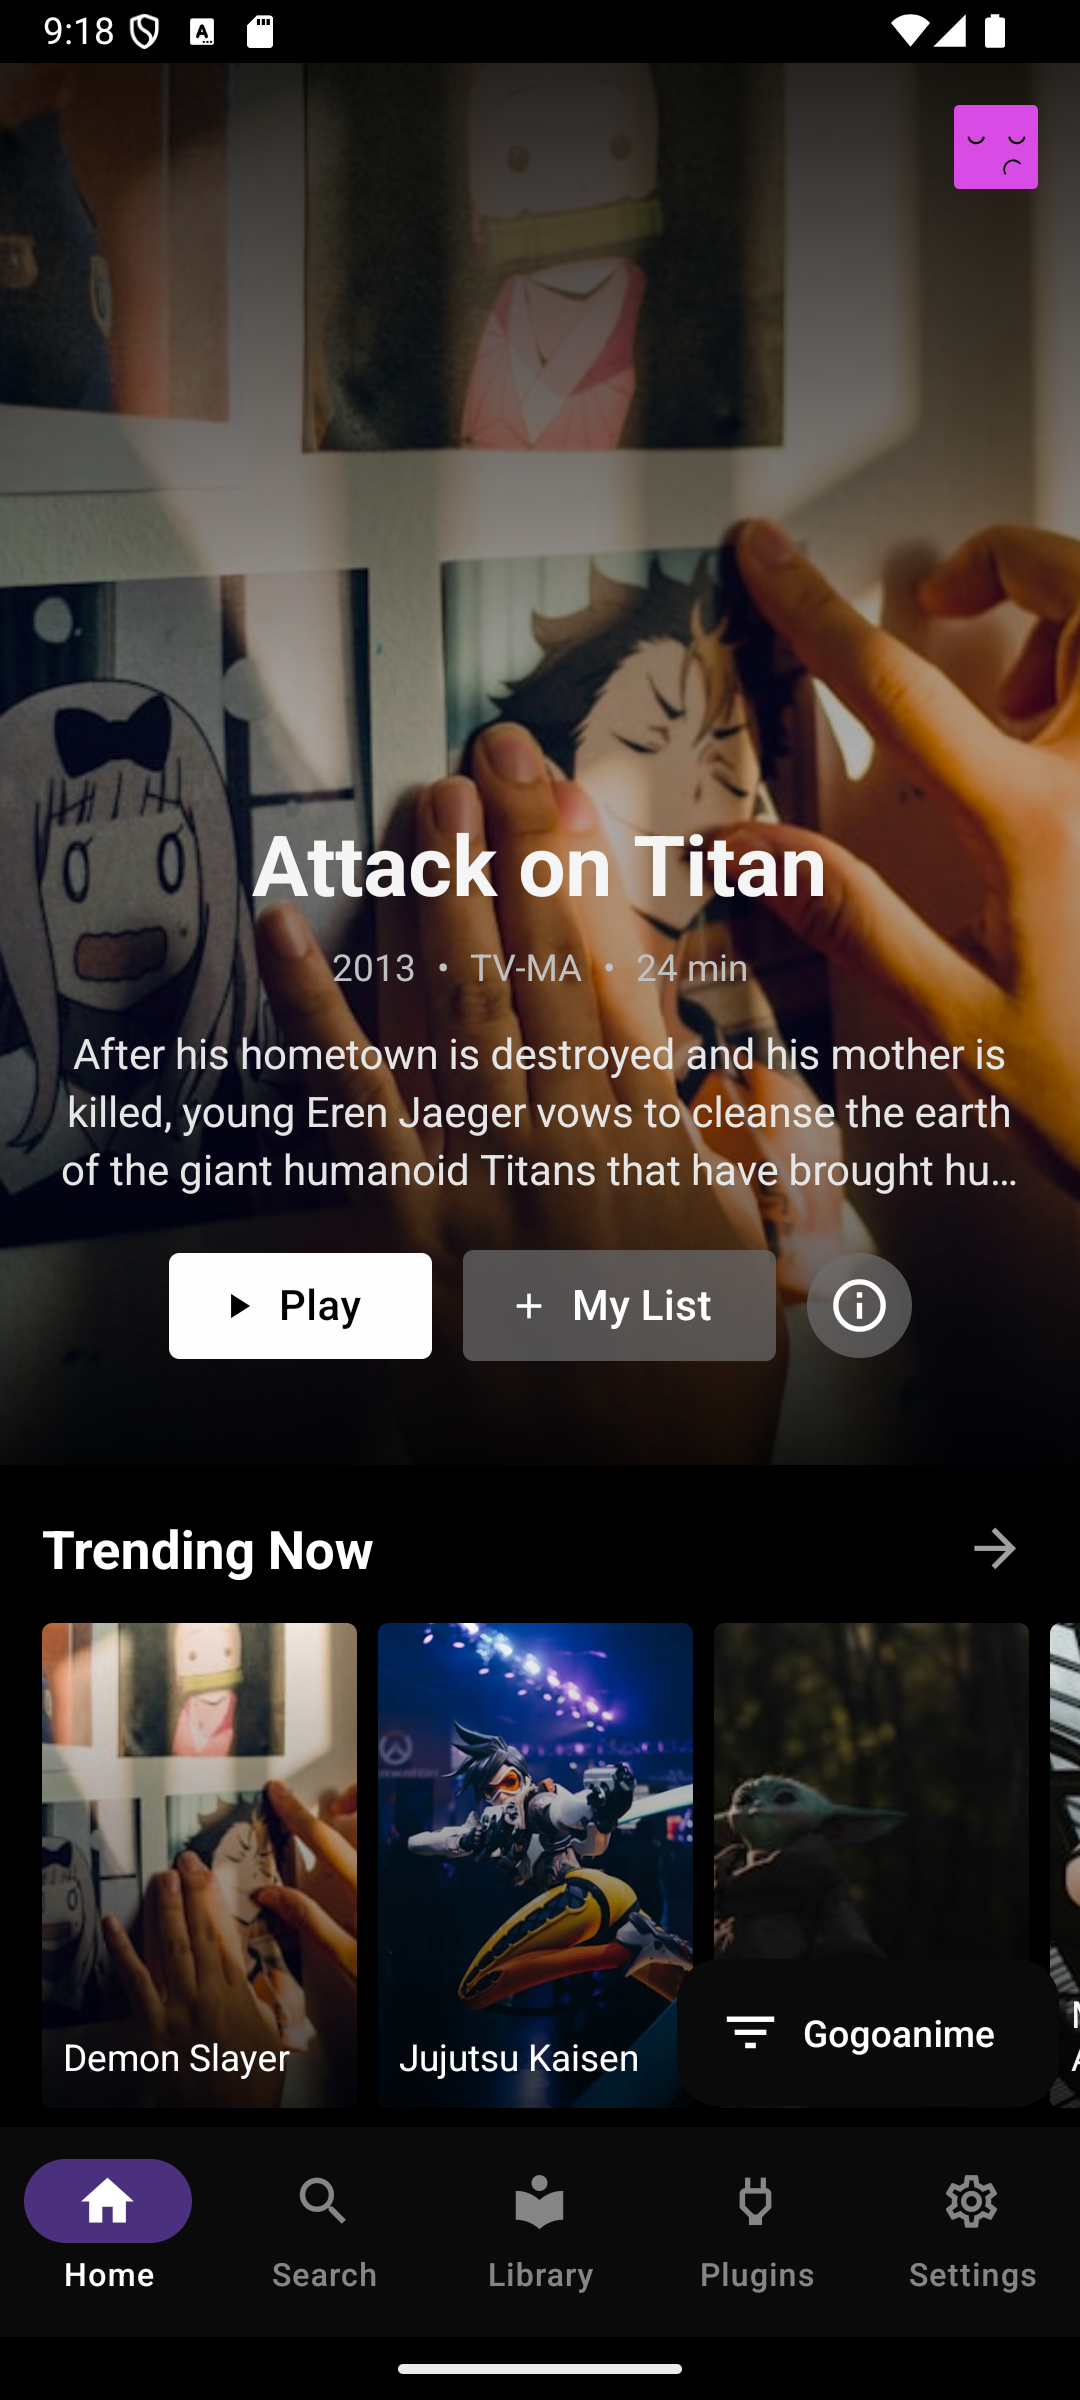 9:18
Attack on Titan
2013 • TV-MA • 24 min
After his hometown is destroyed and his mother is
killed, young Eren Jaeger vows to cleanse the earth
of the giant humanoid Titans that have brought hu…
Play
My List
Trending Now
Demon Slayer
Jujutsu Kaisen
Gogoanime
Home
Search
Library
Plugins
Settings